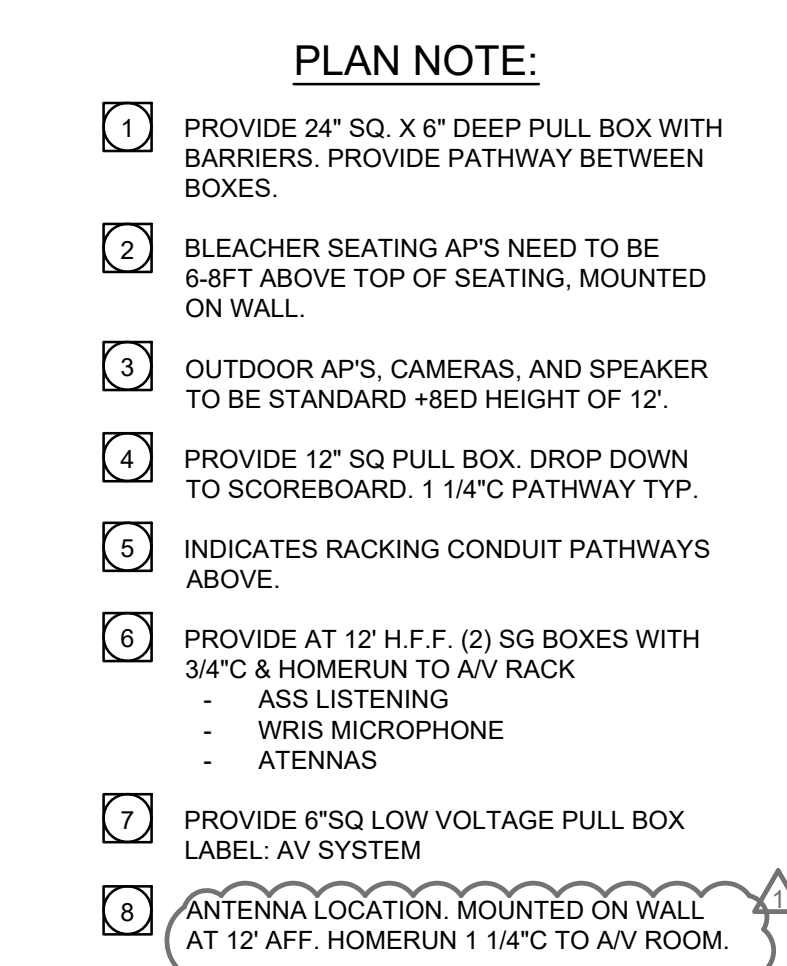 PLAN NOTE:
1
PROVIDE 24" SQ. X 6" DEEP PULL BOX WITH
BARRIERS. PROVIDE PATHWAY BETWEEN
BOXES.
2
BLEACHER SEATING AP'S NEED TO BE
6-8FT ABOVE TOP OF SEATING, MOUNTED
ON WALL.
3
OUTDOOR AP'S, CAMERAS, AND SPEAKER
TO BE STANDARD +8ED HEIGHT OF 12'.
4
PROVIDE 12" SQ PULL BOX. DROP DOWN
TO SCOREBOARD. 1 1/4"C PATHWAY TYP.
5
INDICATES RACKING CONDUIT PATHWAYS
ABOVE.
6
PROVIDE AT 12' H.F.F. (2) SG BOXES WITH
3/4"C & HOMERUN TO A/V RACK
- ASS LISTENING
- WRIS MICROPHONE
- ATENNAS
7
PROVIDE 6"SQ LOW VOLTAGE PULL BOX
LABEL: AV SYSTEM
8
ANTENNA LOCATION. MOUNTED ON WALL
AT 12' AFF. HOMERUN 1 1/4"C TO A/V ROOM.
1